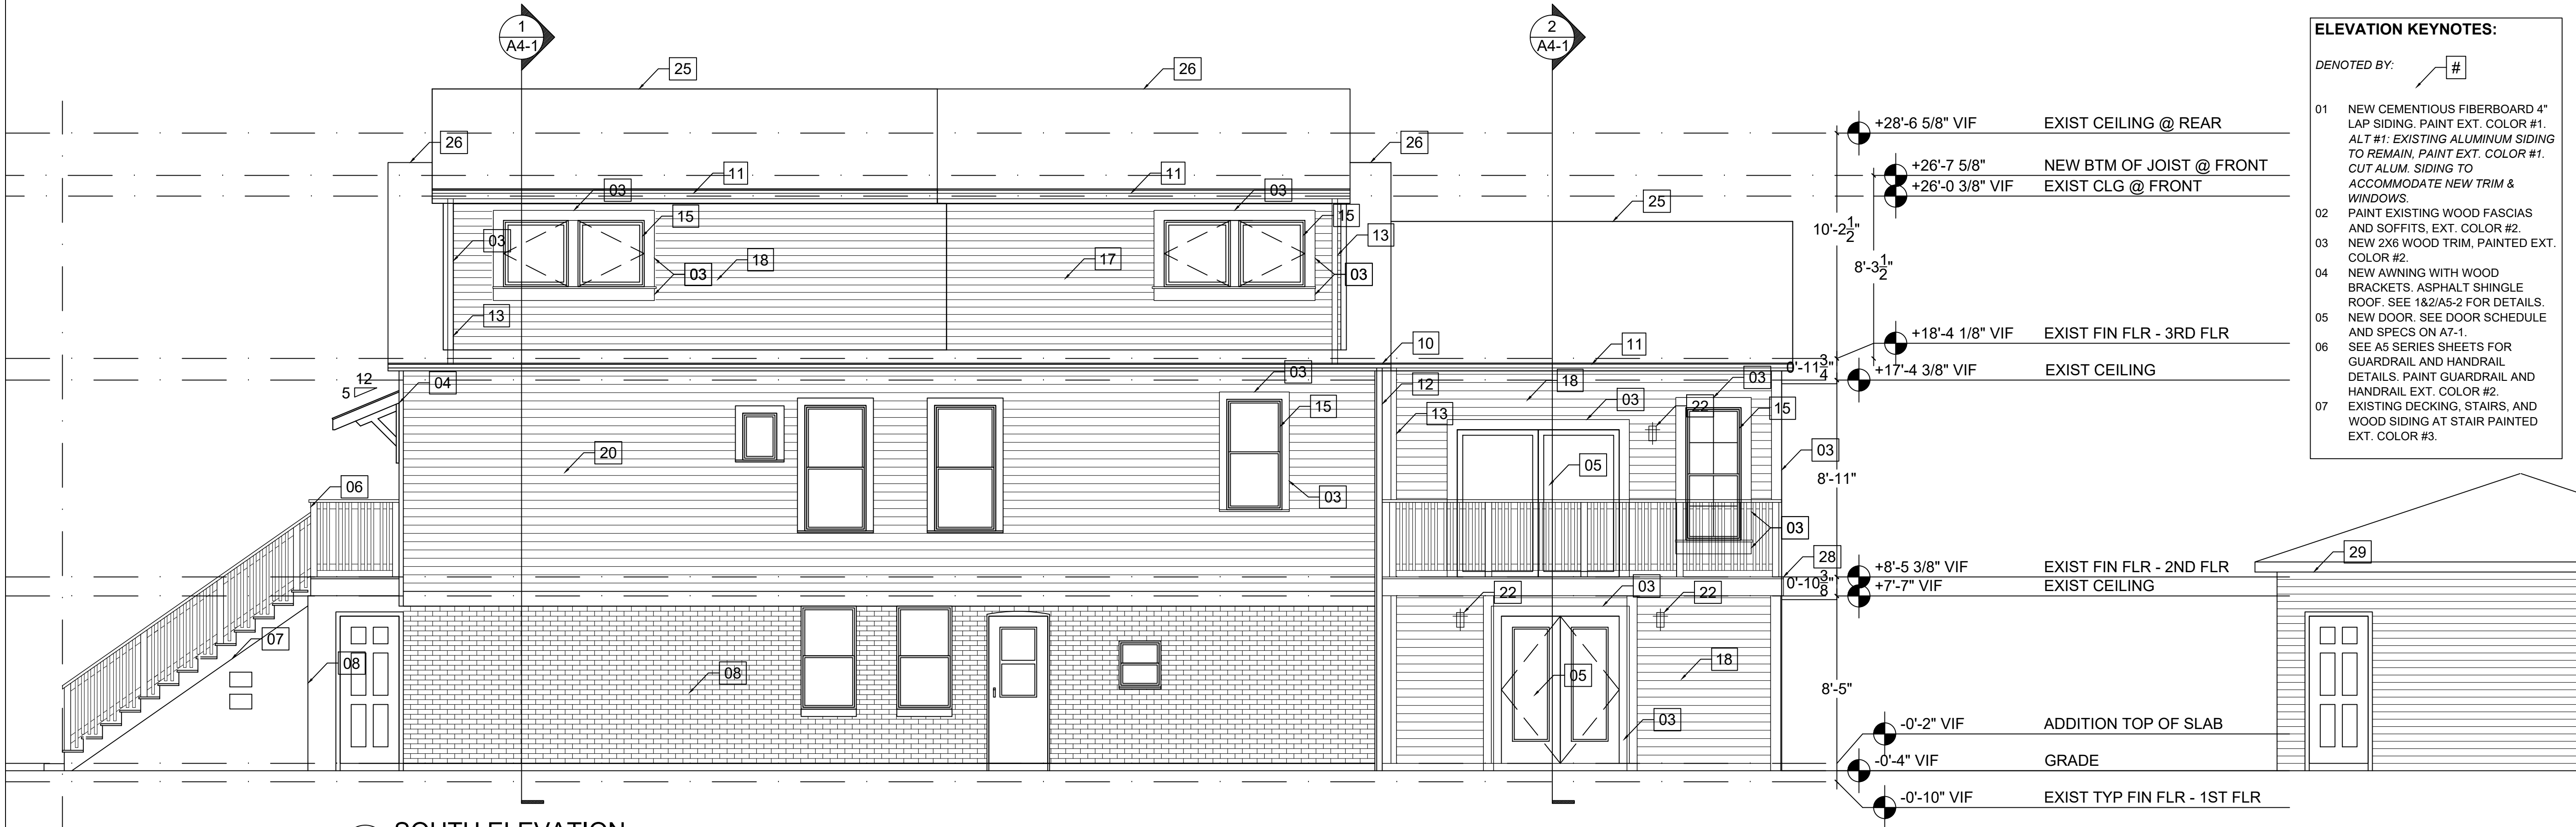 1
A4-1
2
A4-1
25
26
26
26
11
11
03
03
15
15
03
13
25
18
03
17
03
13
10
11
12
5
04
03
12
18
03
03
22
15
13
15
20
05
03
06
03
03
28
22
03
22
07
08
08
18
05
03
10'-2 1/2"
8'-3 1/2"
0'-11 3/4"
8'-11"
0'-10 3/8"
8'-5"
+28'-6 5/8" VIF EXIST CEILING @ REAR
+26'-7 5/8" NEW BTM OF JOIST @ FRONT
+26'-0 3/8" VIF EXIST CLG @ FRONT
+18'-4 1/8" VIF EXIST FIN FLR - 3RD FLR
+17'-4 3/8" VIF EXIST CEILING
+8'-5 3/8" VIF EXIST FIN FLR - 2ND FLR
+7'-7" VIF EXIST CEILING
-0'-2" VIF ADDITION TOP OF SLAB
-0'-4" VIF GRADE
-0'-10" VIF EXIST TYP FIN FLR - 1ST FLR
29
ELEVATION KEYNOTES:
DENOTED BY: #
01 NEW CEMENTIOUS FIBERBOARD 4"
LAP SIDING. PAINT EXT. COLOR #1.
ALT #1: EXISTING ALUMINUM SIDING
TO REMAIN, PAINT EXT. COLOR #1.
CUT ALUM. SIDING TO
ACCOMMODATE NEW TRIM &
WINDOWS.
02 PAINT EXISTING WOOD FASCIAS
AND SOFFITS, EXT. COLOR #2.
03 NEW 2X6 WOOD TRIM, PAINTED EXT.
COLOR #2.
04 NEW AWNING WITH WOOD
BRACKETS. ASPHALT SHINGLE
ROOF. SEE 1&2/A5-2 FOR DETAILS.
05 NEW DOOR. SEE DOOR SCHEDULE
AND SPECS ON A7-1.
06 SEE A5 SERIES SHEETS FOR
GUARDRAIL AND HANDRAIL
DETAILS. PAINT GUARDRAIL AND
HANDRAIL EXT. COLOR #2.
07 EXISTING DECKING, STAIRS, AND
WOOD SIDING AT STAIR PAINTED
EXT. COLOR #3.
SOUTH ELEVATION